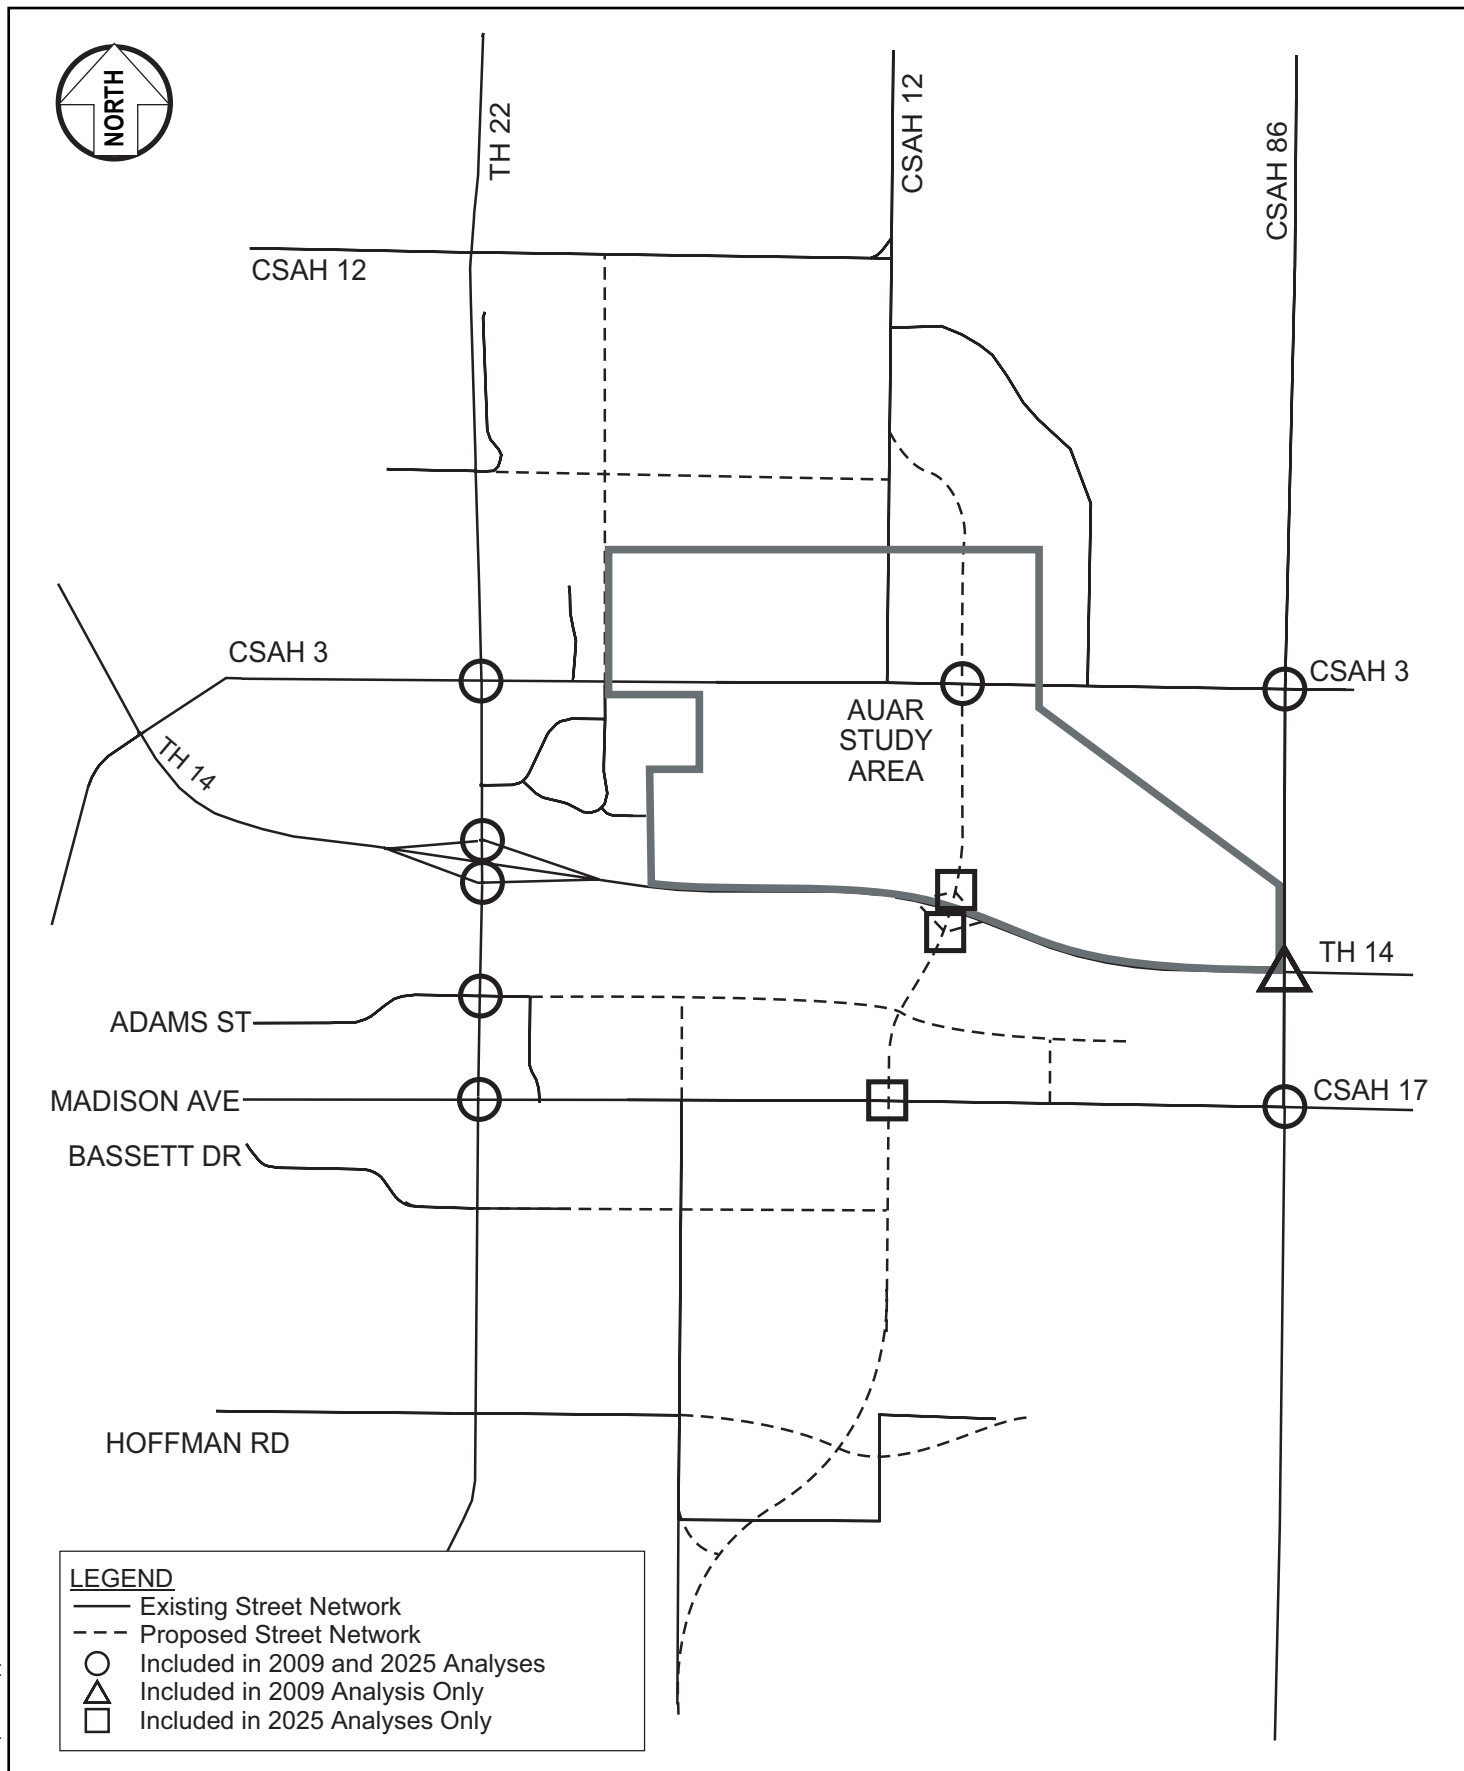 NORTH
TH 22
CSAH 12
CSAH 86
CSAH 12
CSAH 3
CSAH 3
TH 14
AUAR
STUDY
AREA
TH 14
ADAMS ST
MADISON AVE
CSAH 17
BASSETT DR
HOFFMAN RD
LEGEND
Existing Street Network
Proposed Street Network
Included in 2009 and 2025 Analyses
Included in 2009 Analysis Only
Included in 2025 Analyses Only